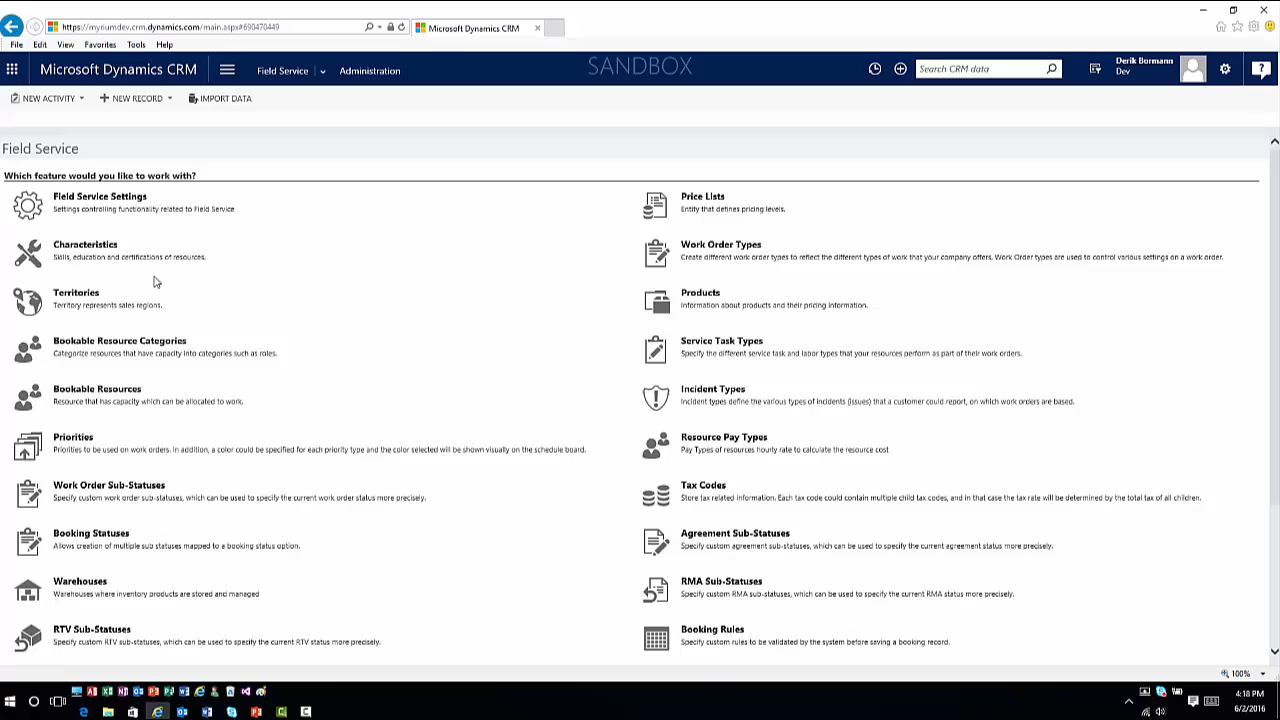 https://myriumdev.crm.dynamics.com/main.aspx#690470449
Microsoft Dynamics CRM
File Edit View Favorites Tools Help
Microsoft Dynamics CRM
Field Service
Administration
SANDBOX
Search CRM data
Derik Bormann
Dev
NEW ACTIVITY
NEW RECORD
IMPORT DATA
Field Service
Which feature would you like to work with?
Field Service Settings
Settings controlling functionality related to Field Service
Price Lists
Entity that defines pricing levels.
Characteristics
Skills, education and certifications of resources.
Work Order Types
Create different work order types to reflect the different types of work that your company offers. Work Order types are used to control various settings on a work order.
Territories
Territory represents sales regions.
Products
Information about products and their pricing information.
Bookable Resource Categories
Categorize resources that have capacity into categories such as roles.
Service Task Types
Specify the different service task and labor types that your resources perform as part of their work orders.
Bookable Resources
Resource that has capacity which can be allocated to work.
Incident Types
Incident types define the various types of incidents (issues) that a customer could report, on which work orders are based.
Priorities
Priorities to be used on work orders. In addition, a color could be specified for each priority type and the color selected will be shown visually on the schedule board.
Resource Pay Types
Pay Types of resources hourly rate to calculate the resource cost
Work Order Sub-Statuses
Specify custom work order sub-statuses, which can be used to specify the current work order status more precisely.
Tax Codes
Store tax related information. Each tax code could contain multiple child tax codes, and in that case the tax rate will be determined by the total tax of all children.
Booking Statuses
Allows creation of multiple sub statuses mapped to a booking status option.
Agreement Sub-Statuses
Specify custom agreement sub-statuses, which can be used to specify the current agreement status more precisely.
Warehouses
Warehouses where inventory products are stored and managed
RMA Sub-Statuses
Specify custom RMA sub-statuses, which can be used to specify the current RMA status more precisely.
RTV Sub-Statuses
Specify custom RTV sub-statuses, which can be used to specify the current RTV status more precisely.
Booking Rules
Specify custom rules to be validated by the system before saving a booking record.
100%
4:18 PM
6/2/2016